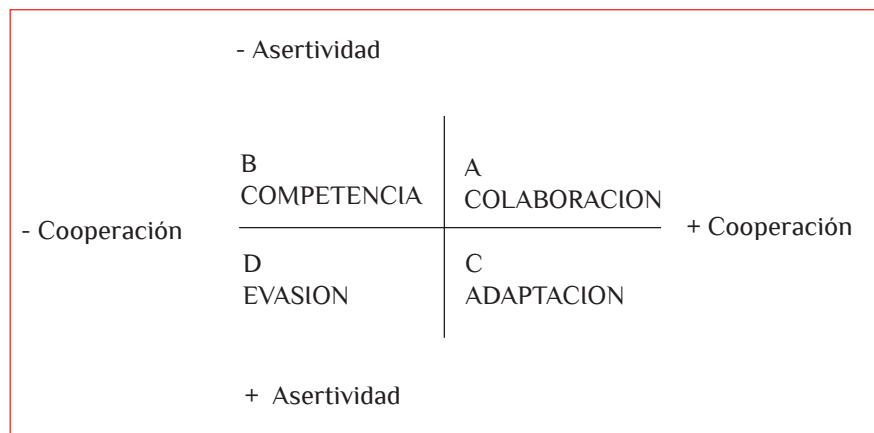 - Asertividad
B
COMPETENCIA
A
COLABORACION
- Cooperación
+ Cooperación
D
EVASION
C
ADAPTACION
+ Asertividad